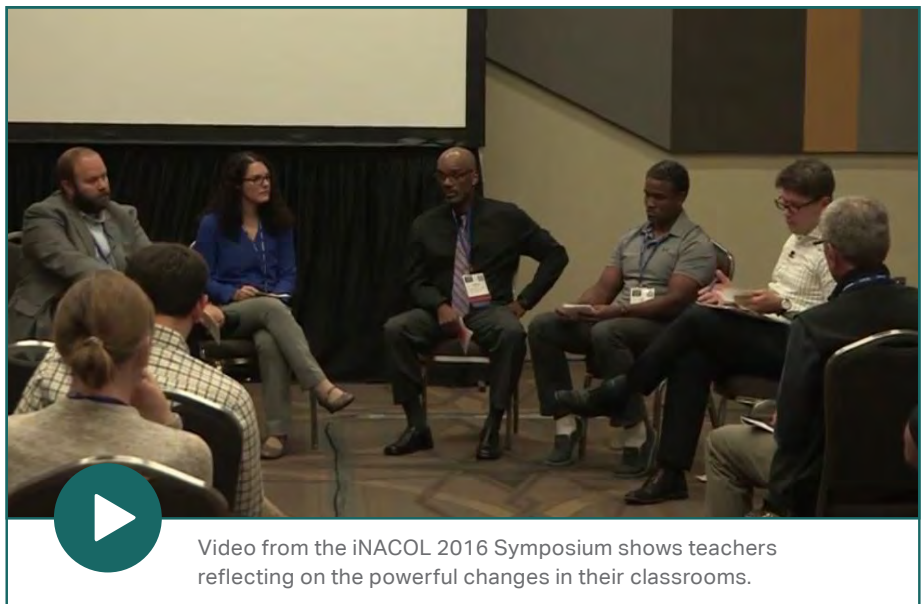 Video from the iNACOL 2016 Symposium shows teachers
reflecting on the powerful changes in their classrooms.